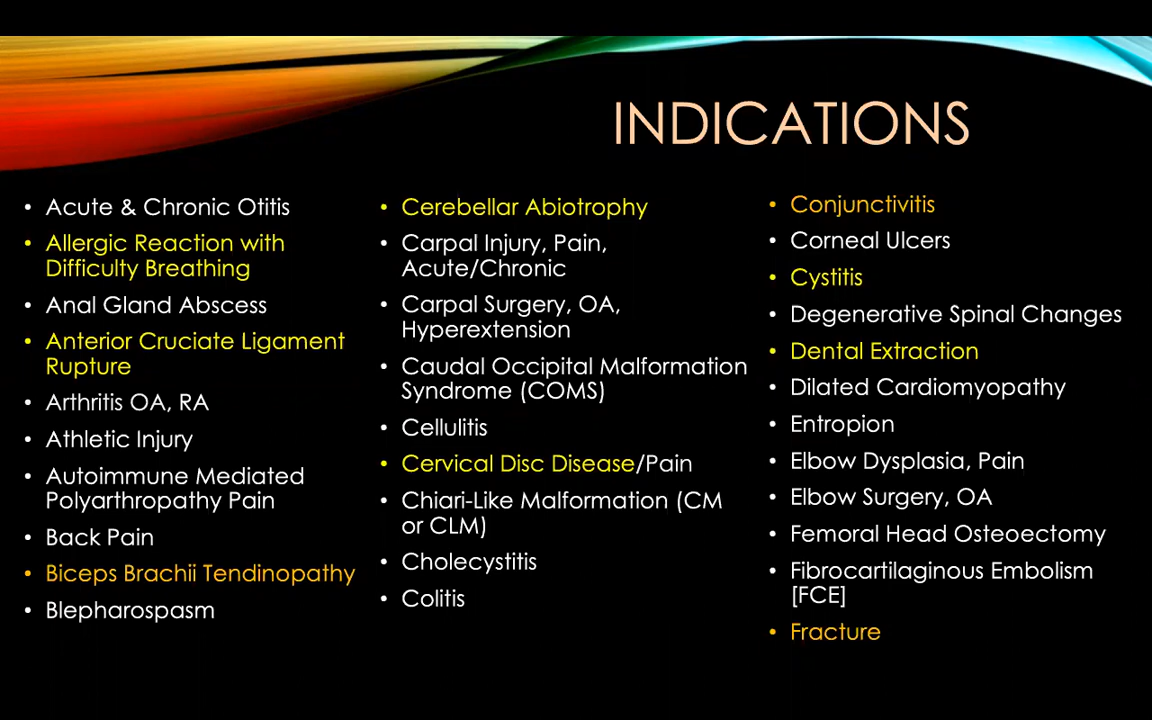 INDICATIONS
• Acute & Chronic Otitis
• Allergic Reaction with
Difficulty Breathing
• Anal Gland Abscess
• Anterior Cruciate Ligament
Rupture
• Arthritis OA, RA
• Athletic Injury
• Autoimmune Mediated
Polyarthropathy Pain
• Back Pain
• Biceps Brachii Tendinopathy
• Blepharospasm
• Cerebellar Abiotrophy
• Carpal Injury, Pain,
Acute/Chronic
• Carpal Surgery, OA,
Hyperextension
• Caudal Occipital Malformation
Syndrome (COMS)
• Cellulitis
• Cervical Disc Disease/Pain
• Chiari-Like Malformation (CM
or CLM)
• Cholecystitis
• Colitis
• Conjunctivitis
• Corneal Ulcers
• Cystitis
• Degenerative Spinal Changes
• Dental Extraction
• Dilated Cardiomyopathy
• Entropion
• Elbow Dysplasia, Pain
• Elbow Surgery, OA
• Femoral Head Osteoectomy
• Fibrocartilaginous Embolism
[FCE]
• Fracture